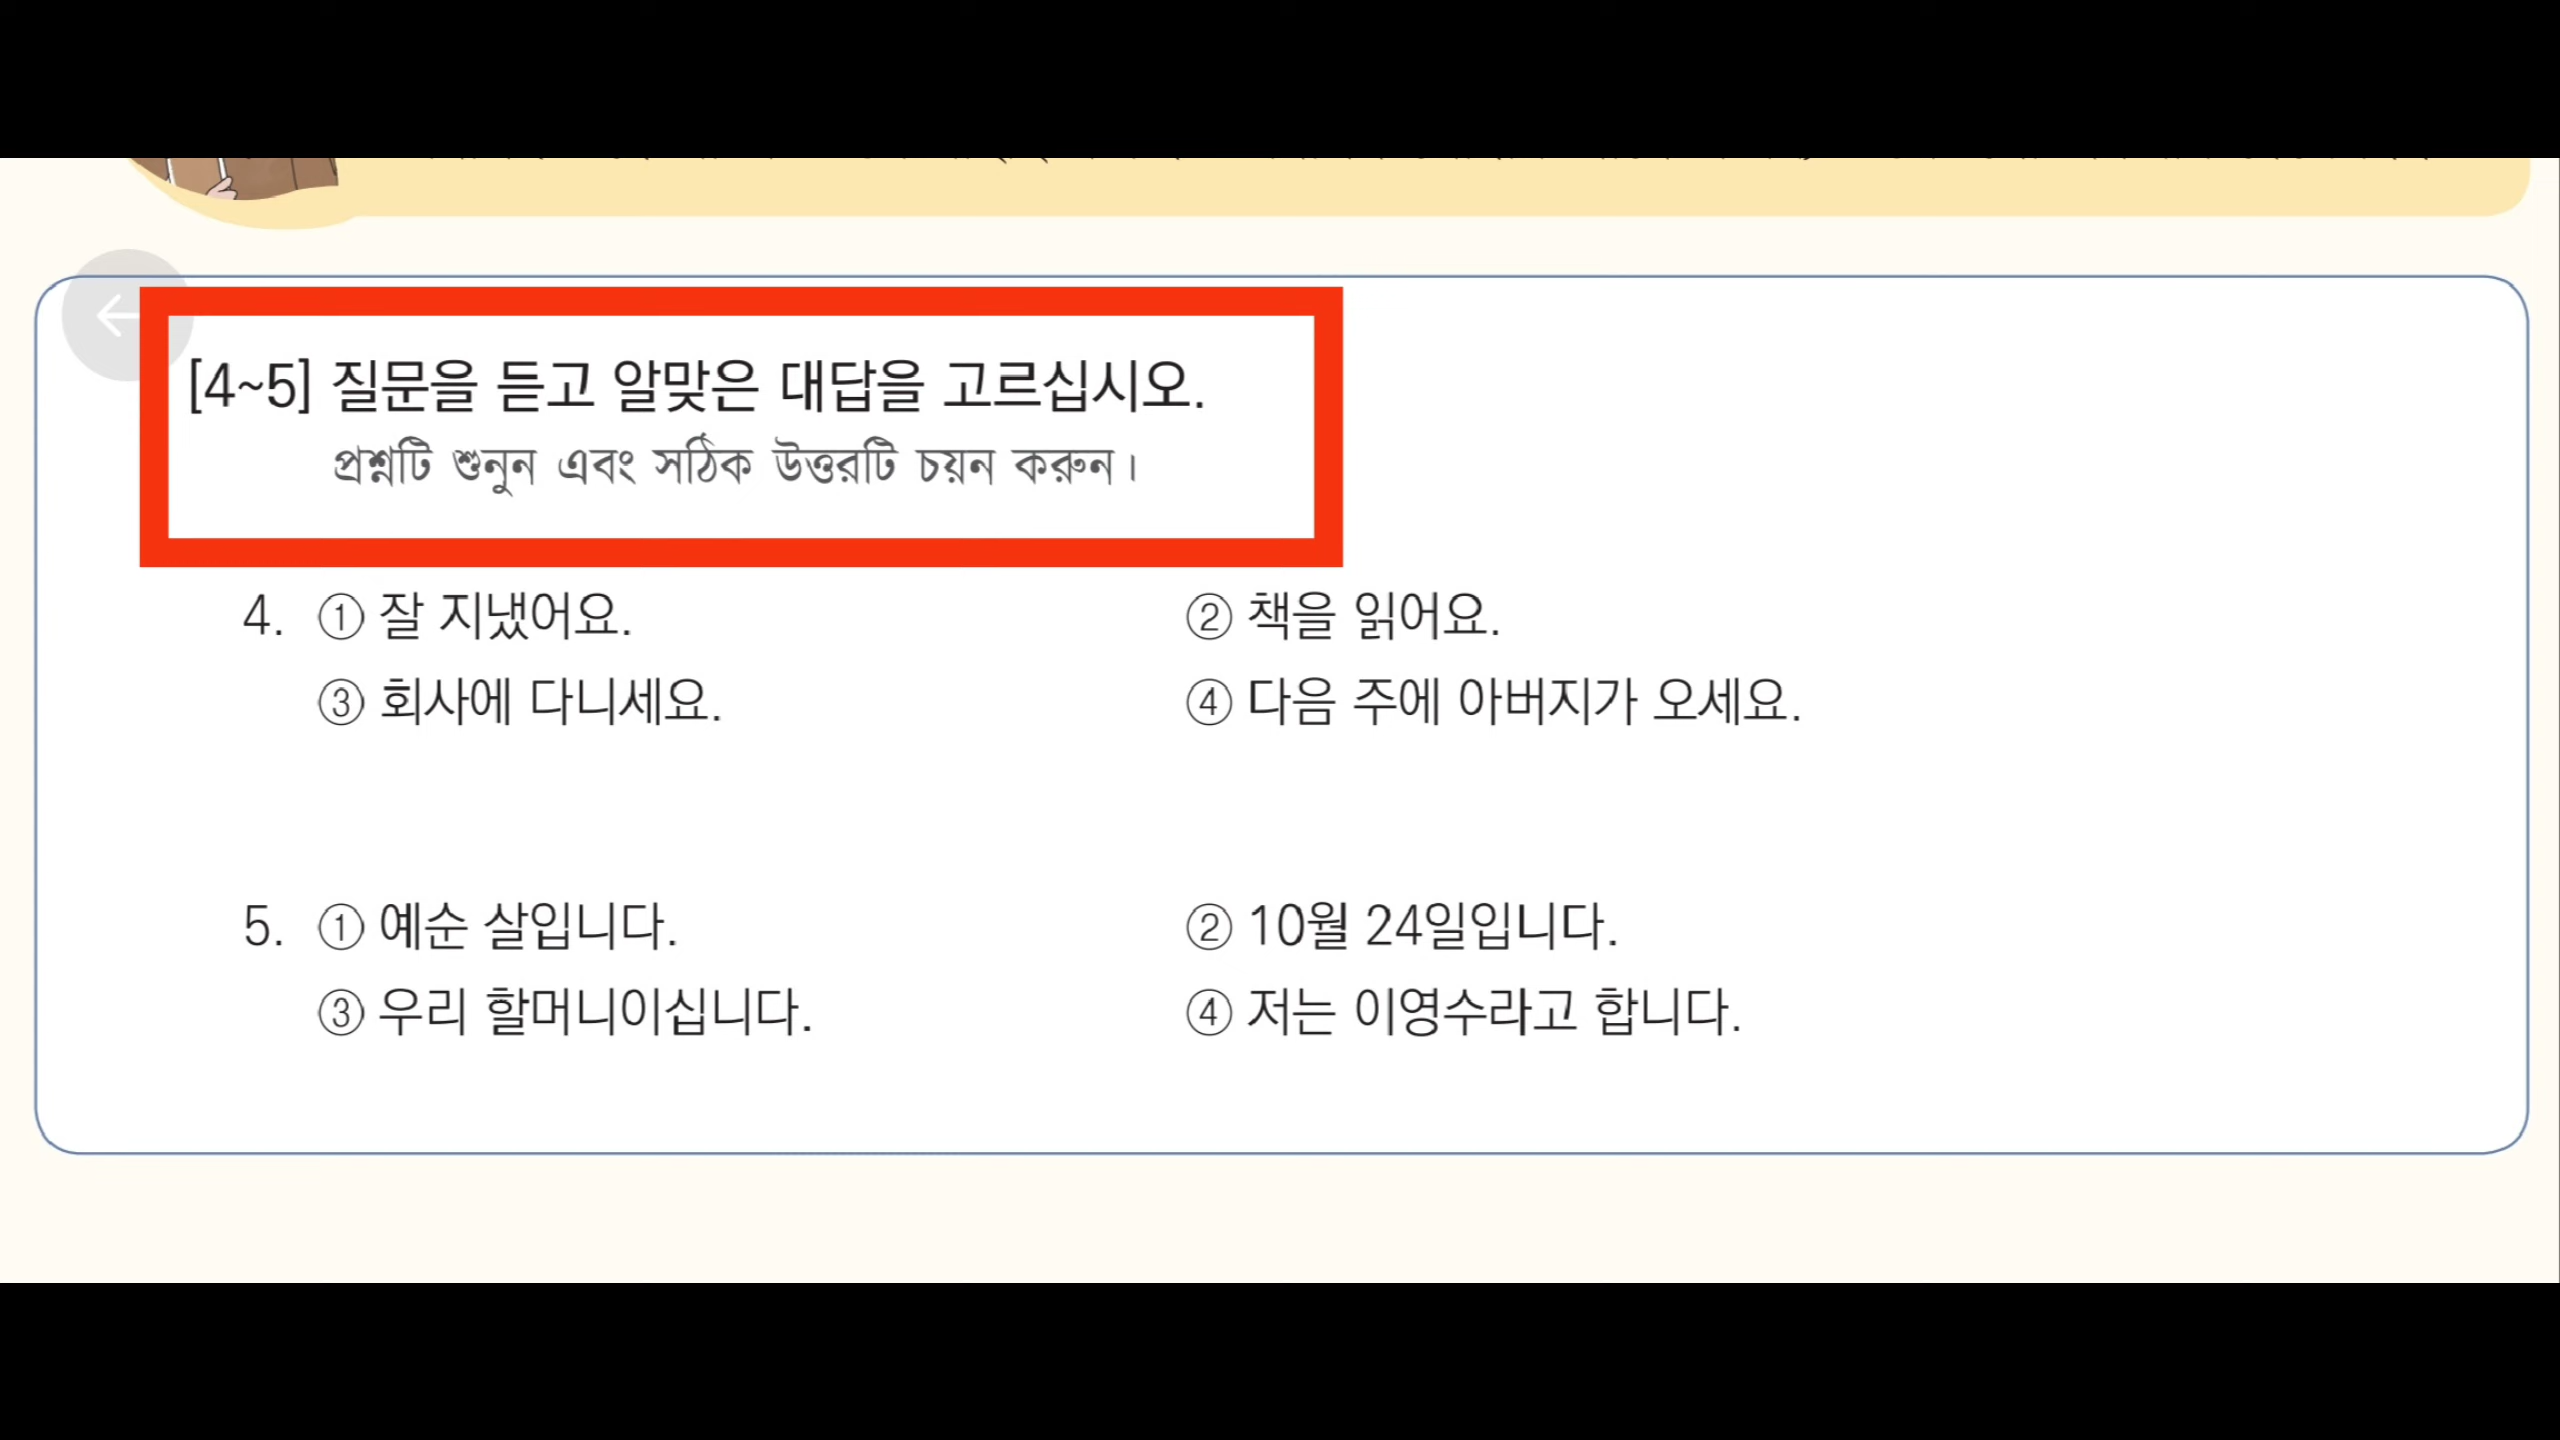 [4~5] 질문을 듣고 알맞은 대답을 고르십시오.
প্রশ্নটি শুনুন এবং সঠিক উত্তরটি চয়ন করুন।
4. ① 잘 지냈어요. ② 책을 읽어요.
③ 회사에 다니세요. ④ 다음 주에 아버지가 오세요.
5. ① 예순 살입니다. ② 10월 24일입니다.
③ 우리 할머니이십니다. ④ 저는 이영수라고 합니다.